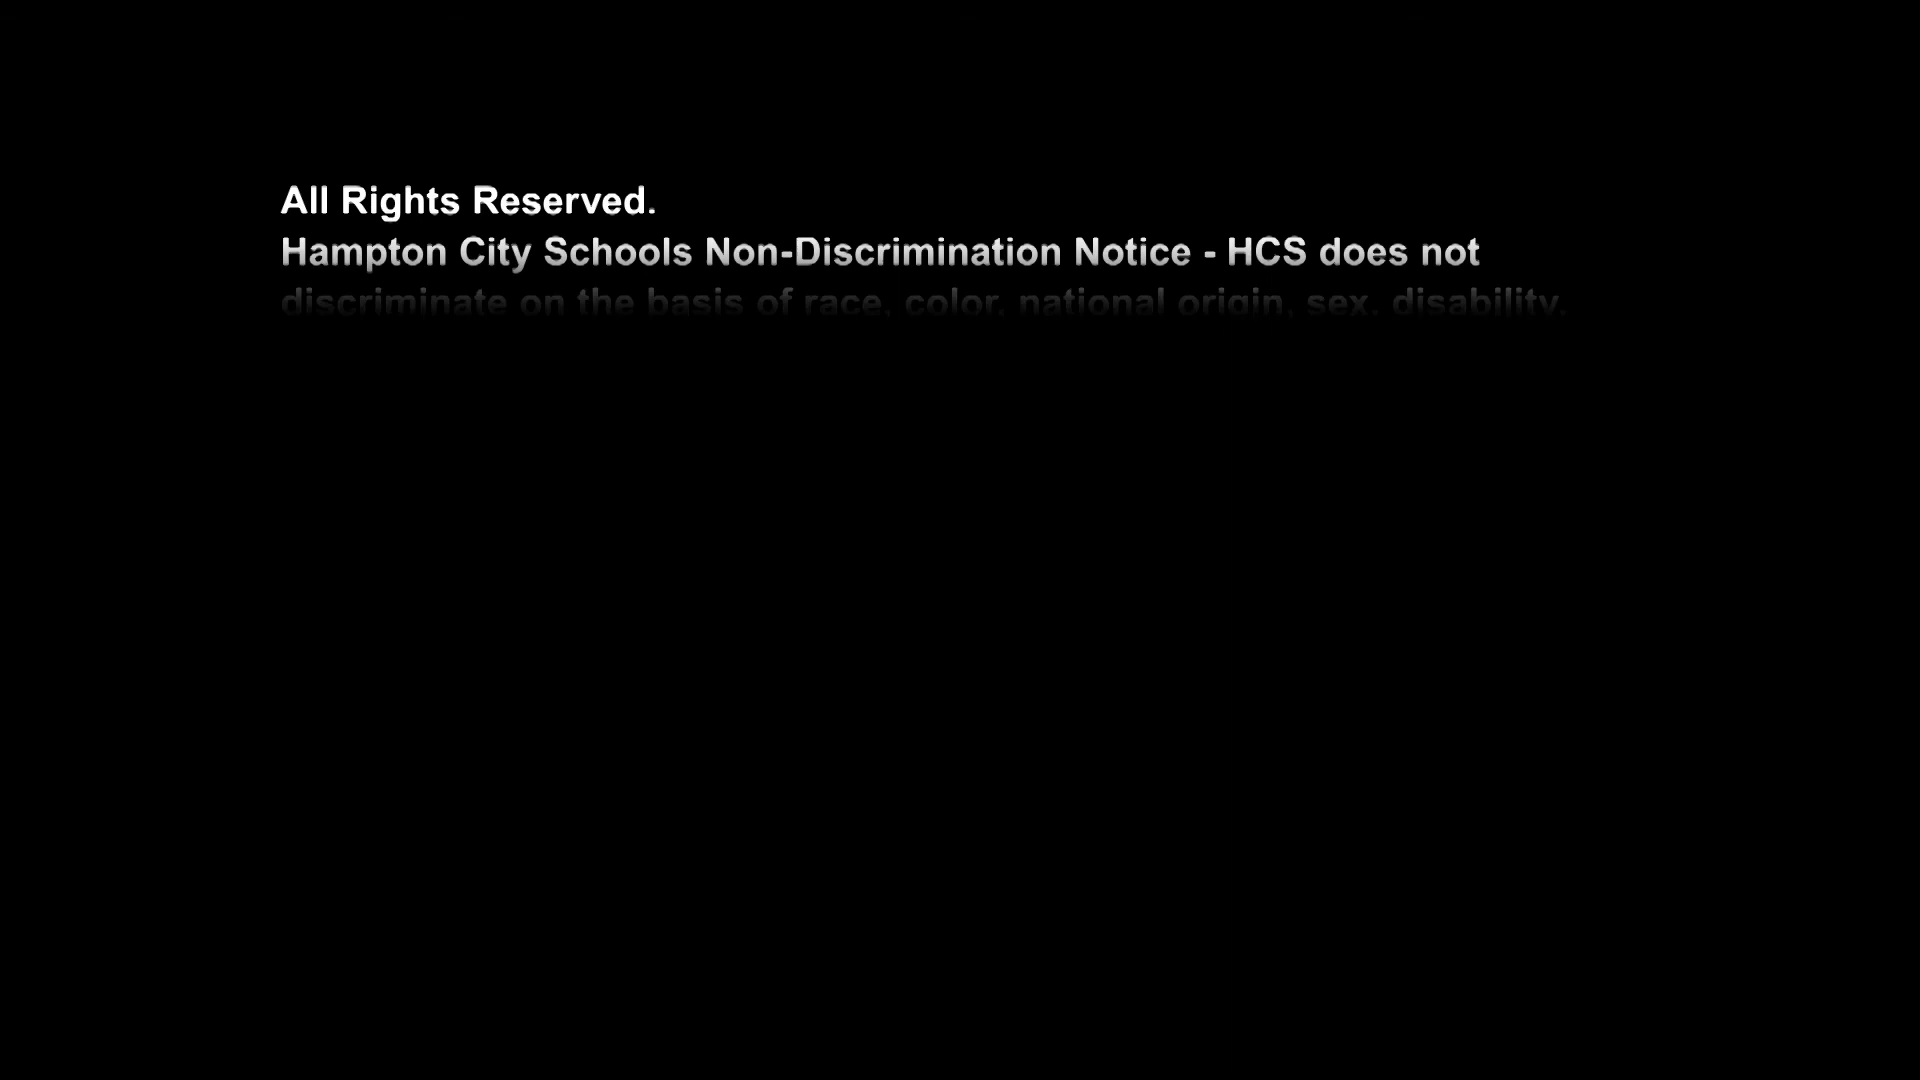 All Rights Reserved.
Hampton City Schools Non-Discrimination Notice - HCS does not
discriminate on the basis of race, color, national origin, sex, disability,